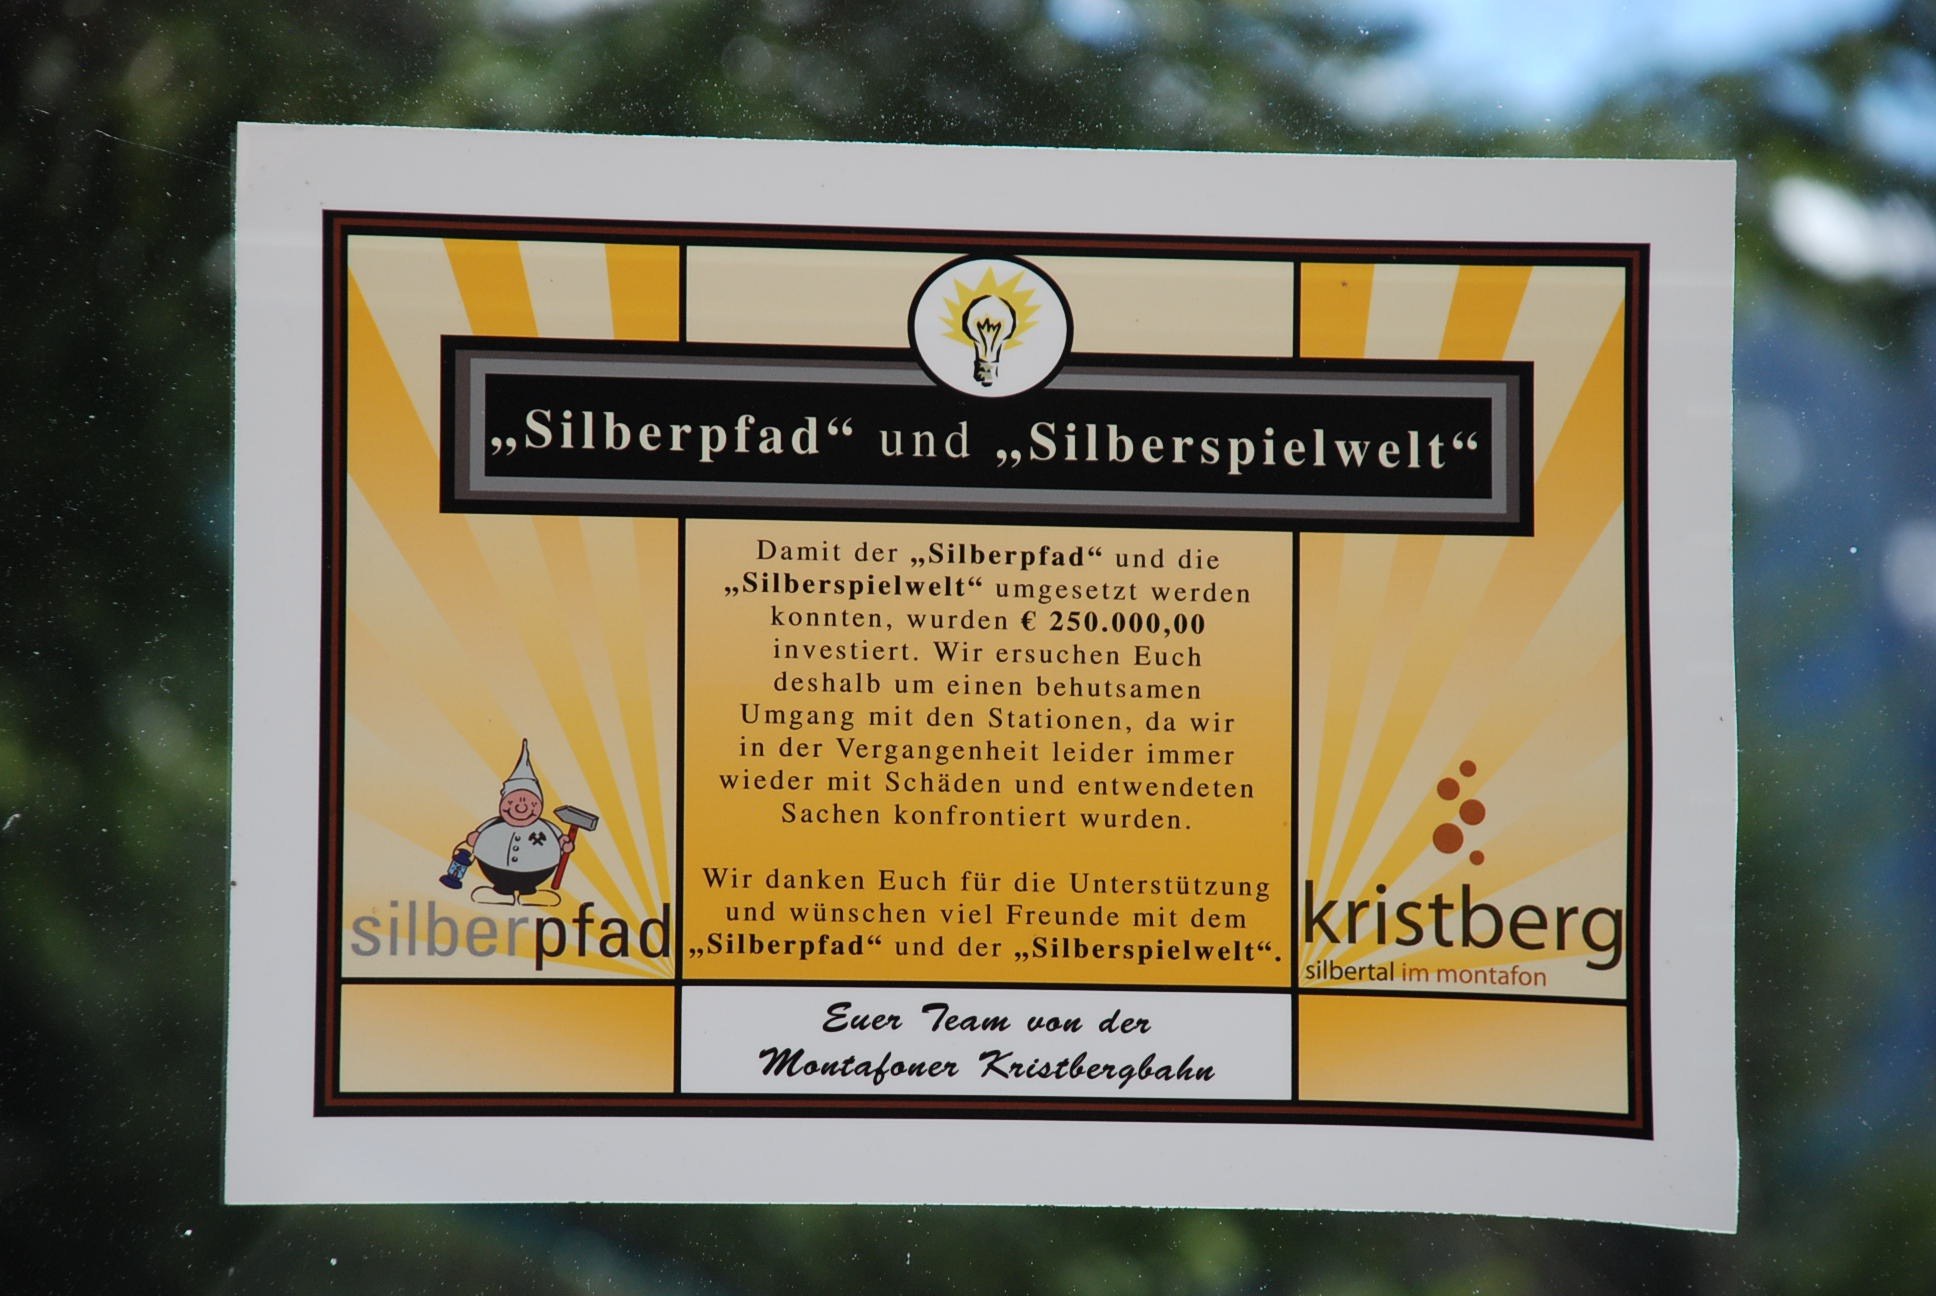 „Silberpfad“ und „Silberspielwelt“
Damit der „Silberpfad“ und die
„Silberspielwelt“ umgesetzt werden
konnten, wurden € 250.000,00
investiert. Wir ersuchen Euch
deshalb um einen behutsamen
Umgang mit den Stationen, da wir
in der Vergangenheit leider immer
wieder mit Schäden und entwendeten
Sachen konfrontiert wurden.
Wir danken Euch für die Unterstützung
und wünschen viel Freunde mit dem
„Silberpfad“ und der „Silberspielwelt“.
silberpfad
kristberg
silbertal im montafon
Euer Team von der
Montafoner Kristbergbahn